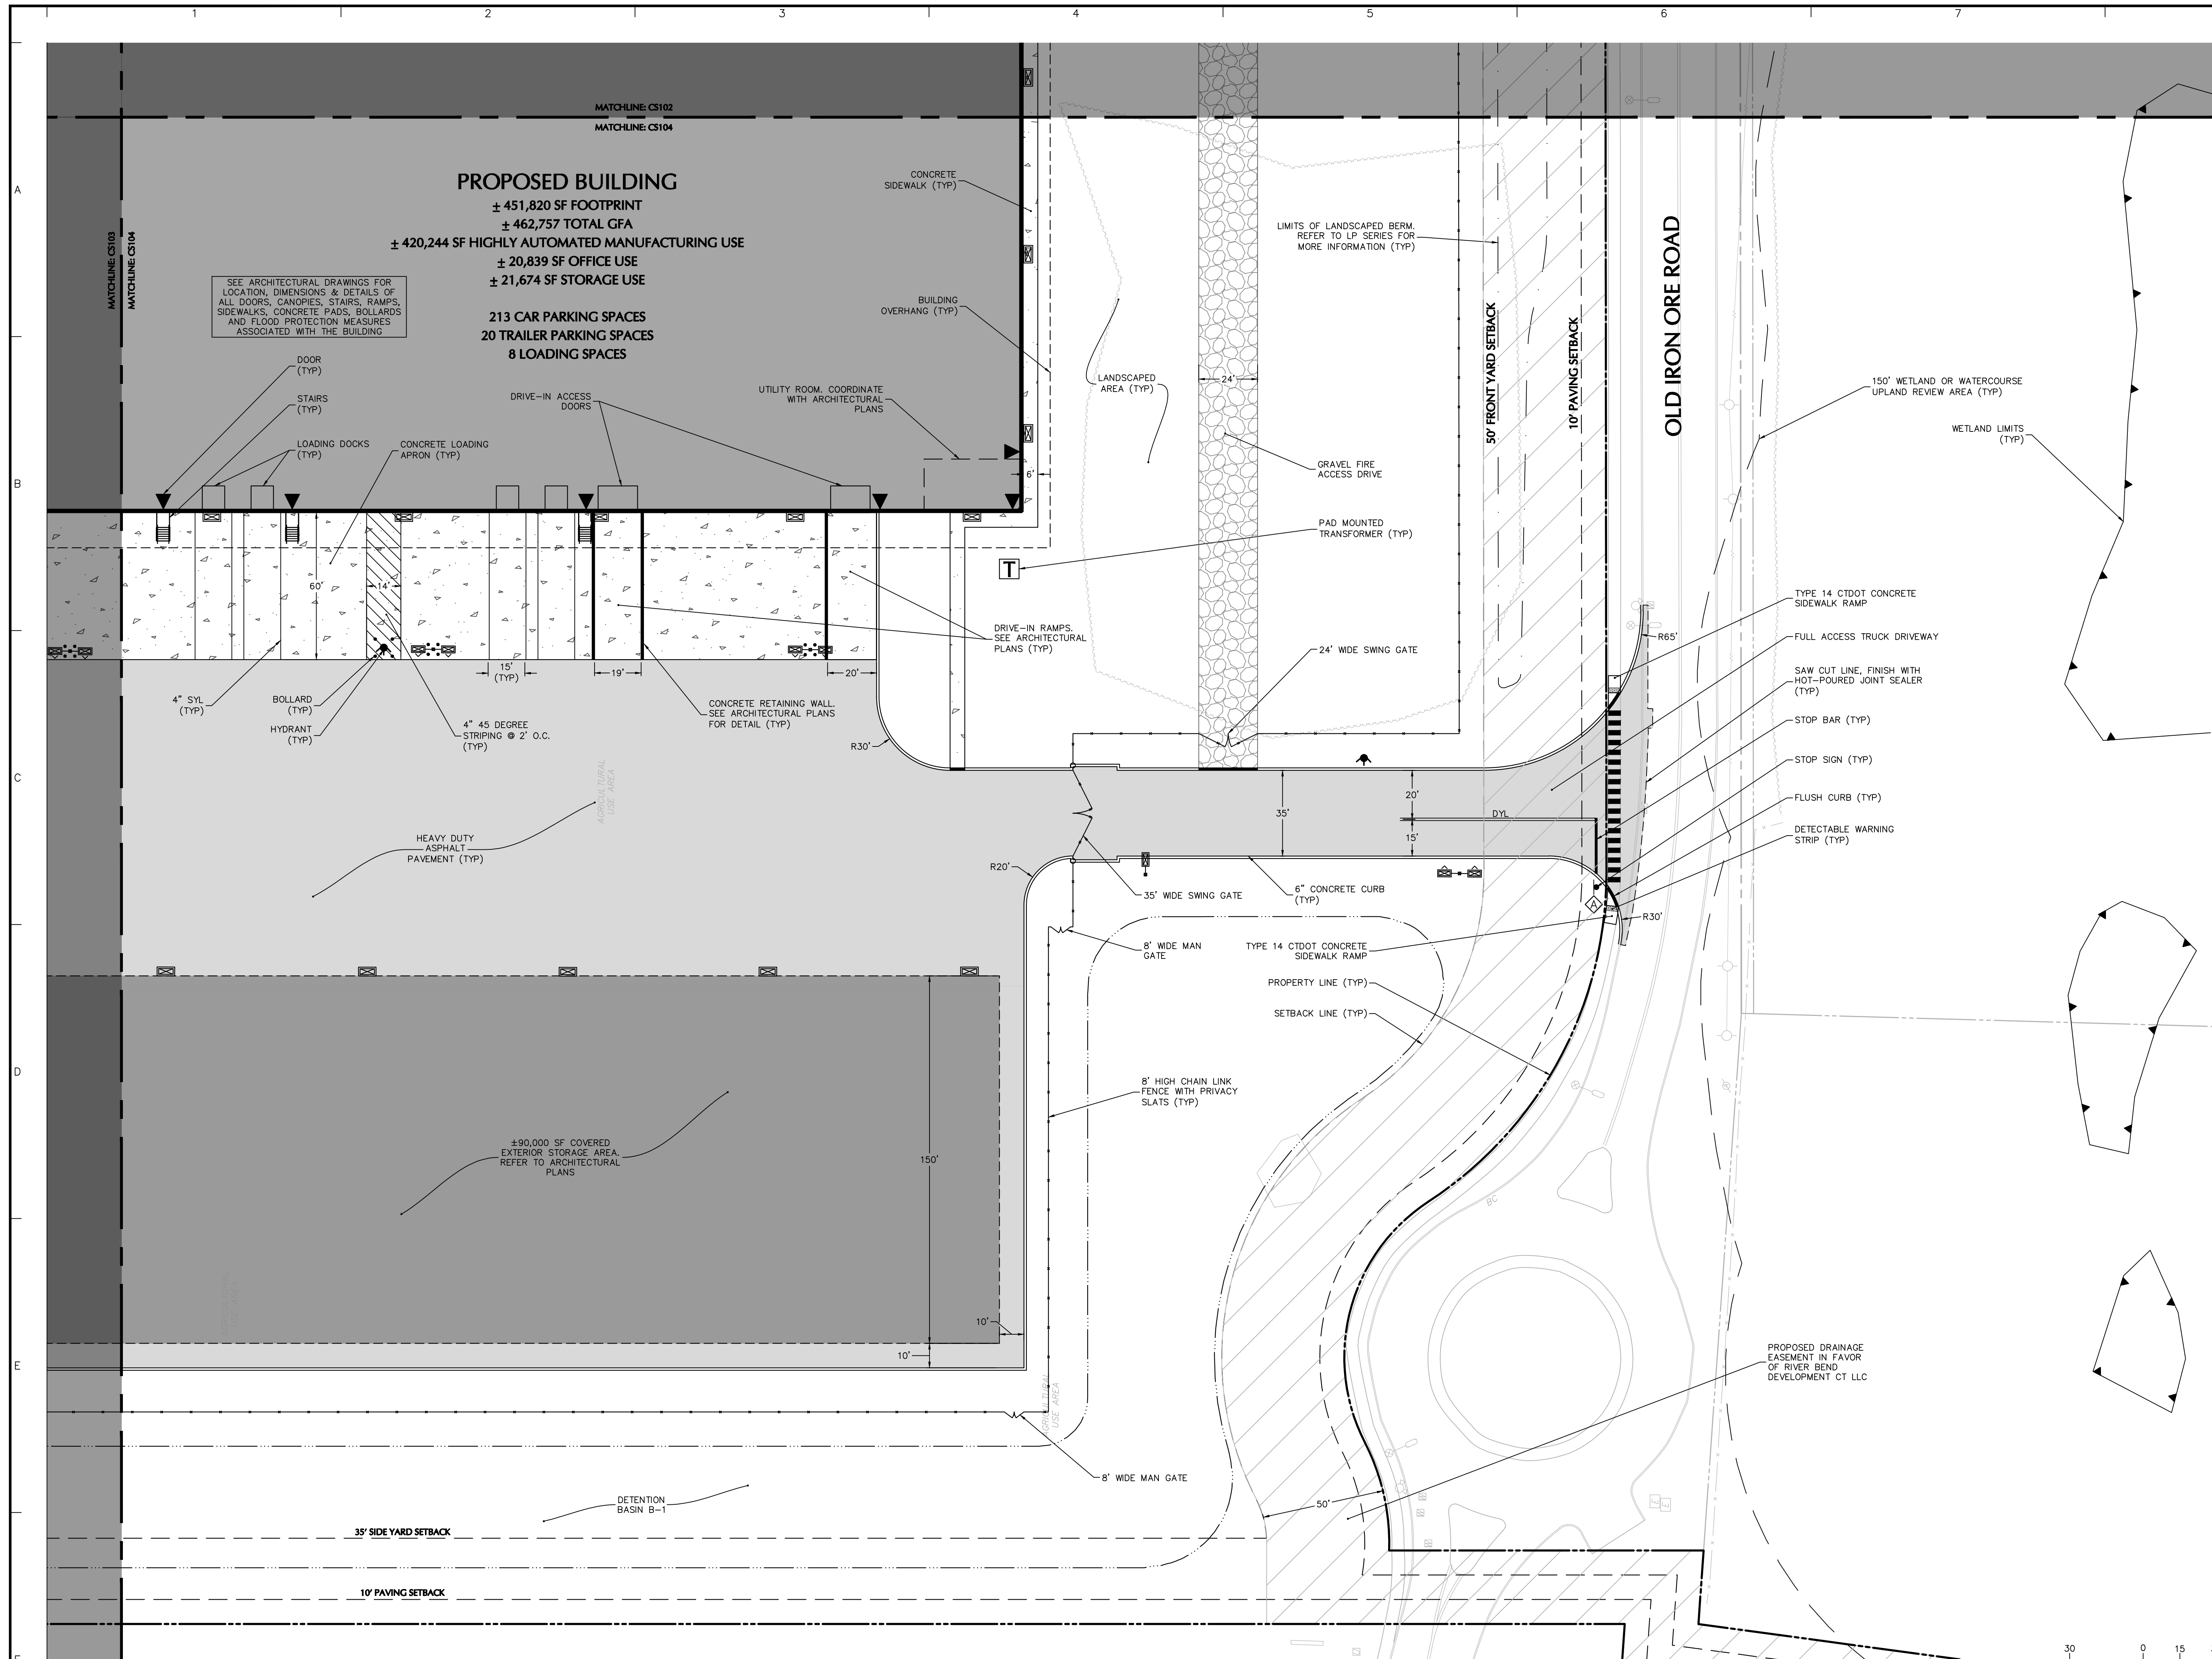 1
2
3
4
5
6
7
A
B
C
D
E
MATCHLINE: CS102
MATCHLINE: CS104
MATCHLINE: CS103
MATCHLINE: CS104
PROPOSED BUILDING
± 451,820 SF FOOTPRINT
± 462,757 TOTAL GFA
± 420,244 SF HIGHLY AUTOMATED MANUFACTURING USE
± 20,839 SF OFFICE USE
± 21,674 SF STORAGE USE
213 CAR PARKING SPACES
20 TRAILER PARKING SPACES
8 LOADING SPACES
SEE ARCHITECTURAL DRAWINGS FOR
LOCATION, DIMENSIONS & DETAILS OF
ALL DOORS, CANOPIES, STAIRS, RAMPS,
SIDEWALKS, CONCRETE PADS, BOLLARDS
AND FLOOD PROTECTION MEASURES
ASSOCIATED WITH THE BUILDING
DOOR
(TYP)
STAIRS
(TYP)
LOADING DOCKS
(TYP)
CONCRETE LOADING
APRON (TYP)
DRIVE-IN ACCESS
DOORS
UTILITY ROOM. COORDINATE
WITH ARCHITECTURAL
PLANS
CONCRETE
SIDEWALK (TYP)
BUILDING
OVERHANG (TYP)
LANDSCAPED
AREA (TYP)
24'
LIMITS OF LANDSCAPED BERM.
REFER TO LP SERIES FOR
MORE INFORMATION (TYP)
50' FRONT YARD SETBACK
10' PAVING SETBACK
OLD IRON ORE ROAD
150' WETLAND OR WATERCOURSE
UPLAND REVIEW AREA (TYP)
WETLAND LIMITS
(TYP)
6'
GRAVEL FIRE
ACCESS DRIVE
PAD MOUNTED
TRANSFORMER (TYP)
T
60'
14'
15'
(TYP)
19'
20'
4" SYL
(TYP)
BOLLARD
(TYP)
HYDRANT
(TYP)
4" 45 DEGREE
STRIPING @ 2' O.C.
(TYP)
CONCRETE RETAINING WALL.
SEE ARCHITECTURAL PLANS
FOR DETAIL (TYP)
DRIVE-IN RAMPS.
SEE ARCHITECTURAL
PLANS (TYP)
24' WIDE SWING GATE
R65'
TYPE 14 CTDOT CONCRETE
SIDEWALK RAMP
FULL ACCESS TRUCK DRIVEWAY
SAW CUT LINE, FINISH WITH
HOT-POURED JOINT SEALER
(TYP)
STOP BAR (TYP)
STOP SIGN (TYP)
FLUSH CURB (TYP)
DETECTABLE WARNING
STRIP (TYP)
R30'
AGRICULTURAL
USE AREA
35'
20'
15'
DYL
HEAVY DUTY
ASPHALT
PAVEMENT (TYP)
R20'
35' WIDE SWING GATE
6" CONCRETE CURB
(TYP)
A
R30'
8' WIDE MAN
GATE
TYPE 14 CTDOT CONCRETE
SIDEWALK RAMP
PROPERTY LINE (TYP)
SETBACK LINE (TYP)
8' HIGH CHAIN LINK
FENCE WITH PRIVACY
SLATS (TYP)
±90,000 SF COVERED
EXTERIOR STORAGE AREA.
REFER TO ARCHITECTURAL
PLANS
150'
BC
10'
10'
AGRICULTURAL
USE AREA
AGRICULTURAL
USE AREA
PROPOSED DRAINAGE
EASEMENT IN FAVOR
OF RIVER BEND
DEVELOPMENT CT LLC
8' WIDE MAN GATE
DETENTION
BASIN B-1
50'
E
E
35' SIDE YARD SETBACK
10' PAVING SETBACK
30
0
15